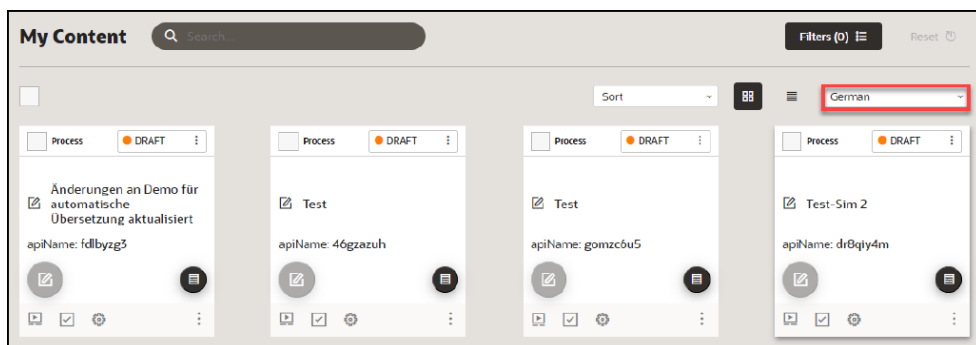 My Content
Search...
Filters (0)
Reset
Sort
German
Process
DRAFT
Änderungen an Demo für
automatische
Übersetzung aktualisiert
apiName: fdlbyzg3
Process
DRAFT
Test
apiName: 46gzazuh
Process
DRAFT
Test
apiName: gomzc6u5
Process
DRAFT
Test-Sim 2
apiName: dr8qiy4m